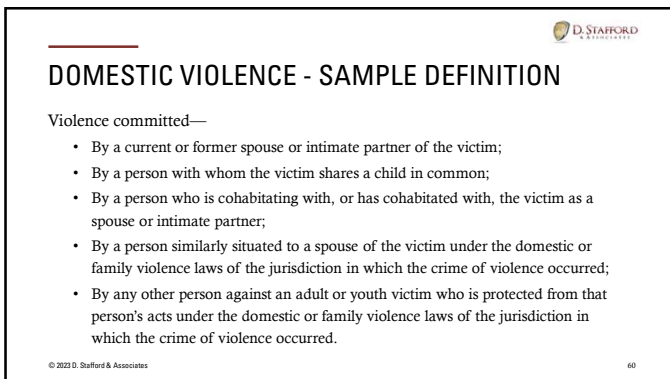 D. STAFFORD
& ASSOCIATES
DOMESTIC VIOLENCE - SAMPLE DEFINITION
Violence committed—
• By a current or former spouse or intimate partner of the victim;
• By a person with whom the victim shares a child in common;
• By a person who is cohabitating with, or has cohabitated with, the victim as a
spouse or intimate partner;
• By a person similarly situated to a spouse of the victim under the domestic or
family violence laws of the jurisdiction in which the crime of violence occurred;
• By any other person against an adult or youth victim who is protected from that
person's acts under the domestic or family violence laws of the jurisdiction in
which the crime of violence occurred.
© 2023 D. Stafford & Associates
60